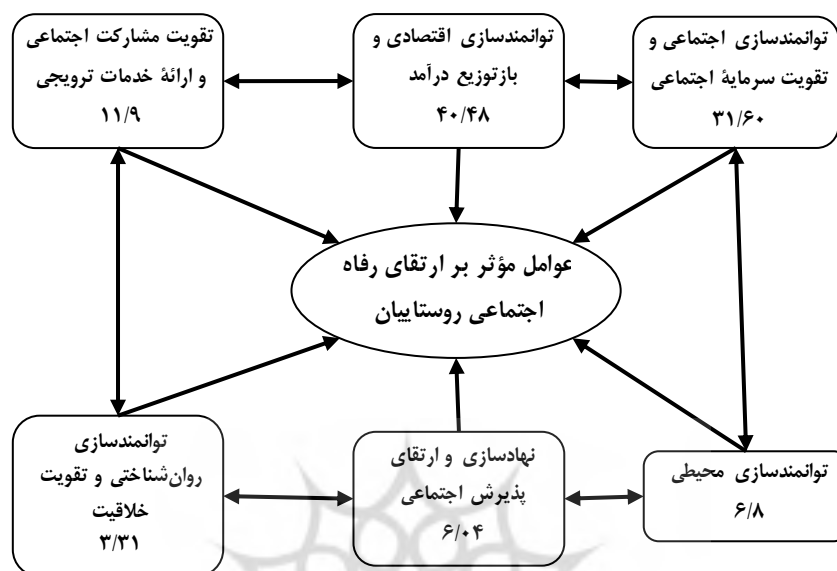 توانمندسازی اجتماعی و
تقویت سرمایۀ اجتماعی
۳۱/۶۰
توانمندسازی اقتصادی و
بازتوزیع درآمد
۴۰/۴۸
تقویت مشارکت اجتماعی
و ارائۀ خدمات ترویجی
۱۱/۹
عوامل مؤثر بر ارتقای رفاه
اجتماعی روستاییان
توانمندسازی محیطی
۶/۸
نهادسازی و ارتقای
پذیرش اجتماعی
۶/۰۴
توانمندسازی
روان‌شناختی و تقویت
خلاقیت
۳/۳۱